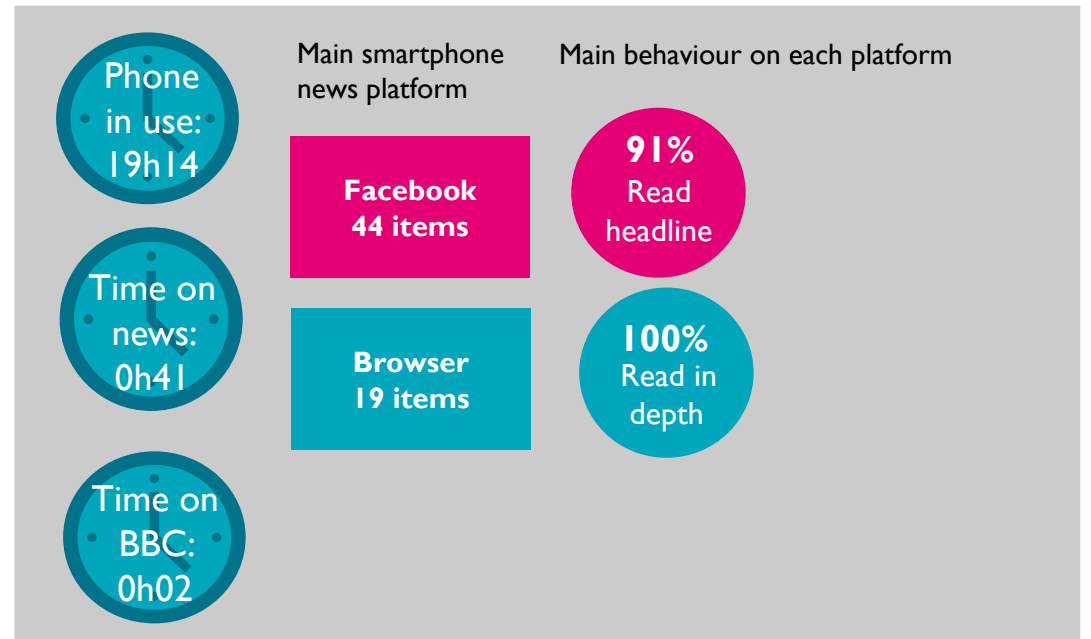 Phone
in use:
19h14
Time on
news:
0h41
Time on
BBC:
0h02
Main smartphone
news platform
Facebook
44 items
Browser
19 items
Main behaviour on each platform
91%
Read
headline
100%
Read in
depth